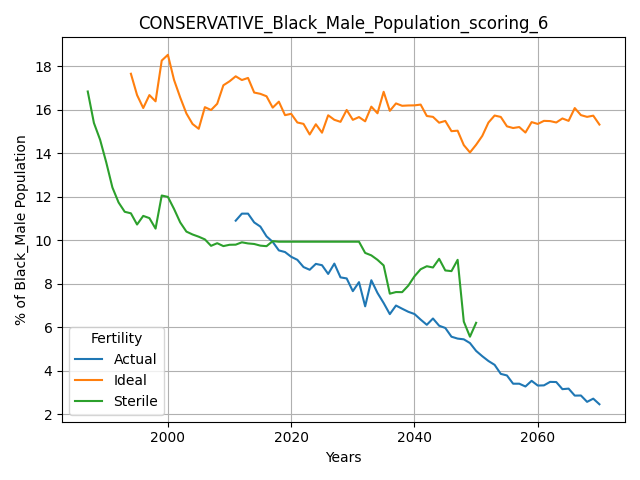 CONSERVATIVE_Black_Male_Population_scoring_6
% of Black_Male Population
18
16
14
12
10
8
6
4
2
Fertility
Actual
Ideal
Sterile
2000 2020 2040 2060
Years